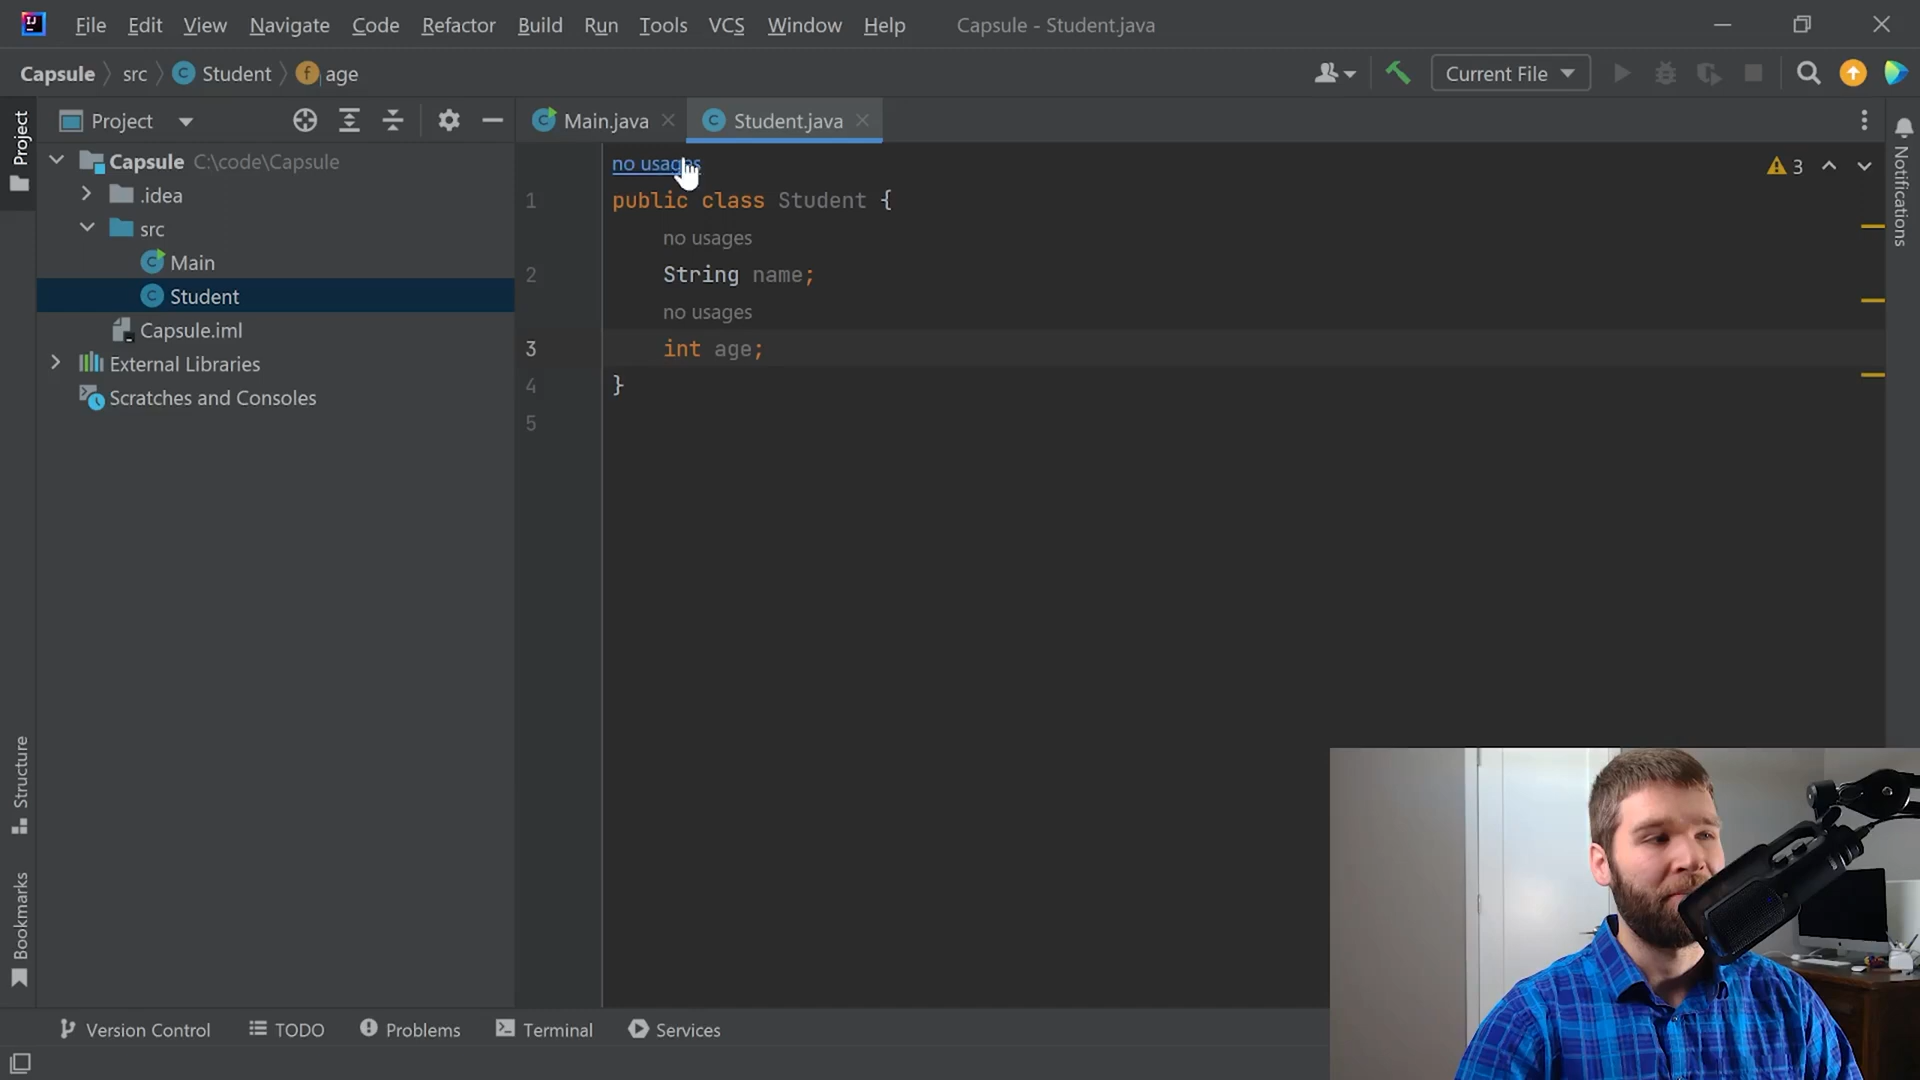 File Edit View Navigate Code Refactor Build Run Tools VCS Window Help Capsule - Student.java
Capsule src Student age Current File
Project Main.java Student.java
Capsule C:\code\Capsule
.idea
src
Main
Student
Capsule.iml
External Libraries
Scratches and Consoles
no usages
3
1 public class Student {
no usages
2 String name;
no usages
3 int age;
4 }
5
Project
Structure
Bookmarks
Notifications
Version Control TODO Problems Terminal Services